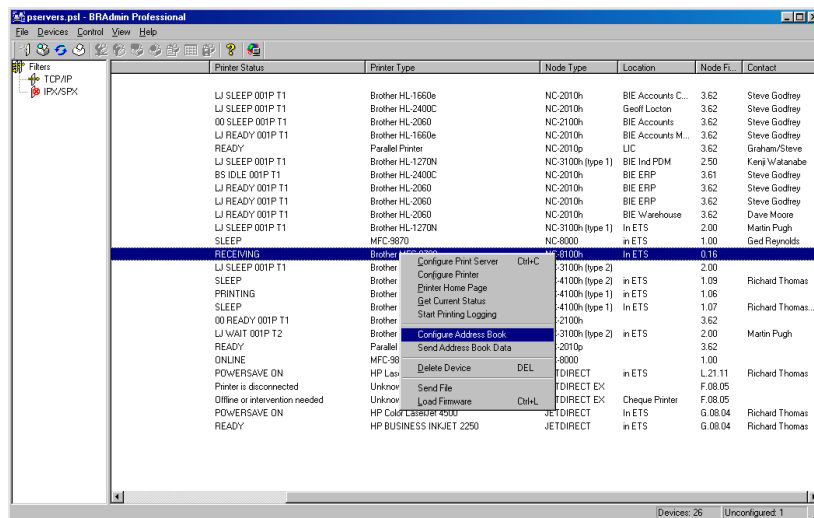 pservers.psl - BRAdmin Professional
File Devices Control View Help
Filters
TCP/IP
IPX/SPX
Printer Status Printer Type Node Type Location Node Fi... Contact
LJ SLEEP 001P T1 Brother HL-1660e NC-2010h BIE Accounts C... 3.62 Steve Godfrey
LJ SLEEP 001P T1 Brother HL-2400C NC-2010h Geoff Locton 3.62 Steve Godfrey
00 SLEEP 001P T1 Brother HL-2060 NC-2100h BIE Accounts 3.62 Steve Godfrey
LJ READY 001P T1 Brother HL-1660e NC-2010h BIE Accounts M... 3.62 Steve Godfrey
READY Parallel Printer NC-2010p LIC 3.62 Graham/Steve
LJ SLEEP 001P T1 Brother HL-1270N NC-3100h (type 1) BIE Ind PDM 2.50 Kenji Watanabe
BS IDLE 001P T1 Brother HL-2400C NC-2010h BIE ERP 3.61 Steve Godfrey
LJ READY 001P T1 Brother HL-2060 NC-2010h BIE ERP 3.62 Steve Godfrey
LJ READY 001P T1 Brother HL-2060 NC-2010h BIE ERP 3.62 Steve Godfrey
LJ READY 001P T1 Brother HL-2060 NC-2010h BIE Warehouse 3.62 Dave Moore
LJ SLEEP 001P T1 Brother HL-1270N NC-3100h (type 1) In ETS 2.00 Martin Pugh
SLEEP MFC-9870 NC-8000 in ETS 1.00 Ged Reynolds
RECEIVING Brother -8100h In ETS 0.16
LJ SLEEP 001P T1 Brother -3100h (type 2) 2.00
SLEEP Brother -4100h (type 2) in ETS 1.09 Richard Thomas
PRINTING Brother -4100h (type 1) in ETS 1.06
SLEEP Brother -4100h (type 1) In ETS 1.07 Richard Thomas...
00 READY 001P T1 Brother -2100h 3.62
LJ WAIT 001P T2 Brother -3100h (type 2) in ETS 2.00 Martin Pugh
READY Parallel -2010p 3.62
ONLINE MFC-98 -8000 1.00
POWERSAVE ON HP Las TDIRECT in ETS L.21.11 Richard Thomas
Printer is disconnected Unknow TDIRECT EX F.08.05
Offline or intervention needed Unknow TDIRECT EX Cheque Printer F.08.05
POWERSAVE ON HP Color LaserJet 4500 JETDIRECT In ETS G.08.04 Richard Thomas
READY HP BUSINESS INKJET 2250 JETDIRECT in ETS G.08.04 Richard Thomas
Configure Print Server Ctrl+C
Configure Printer
Printer Home Page
Get Current Status
Start Printing Logging
Configure Address Book
Send Address Book Data
Delete Device DEL
Send File
Load Firmware Ctrl+L
Devices: 26 Unconfigured: 1